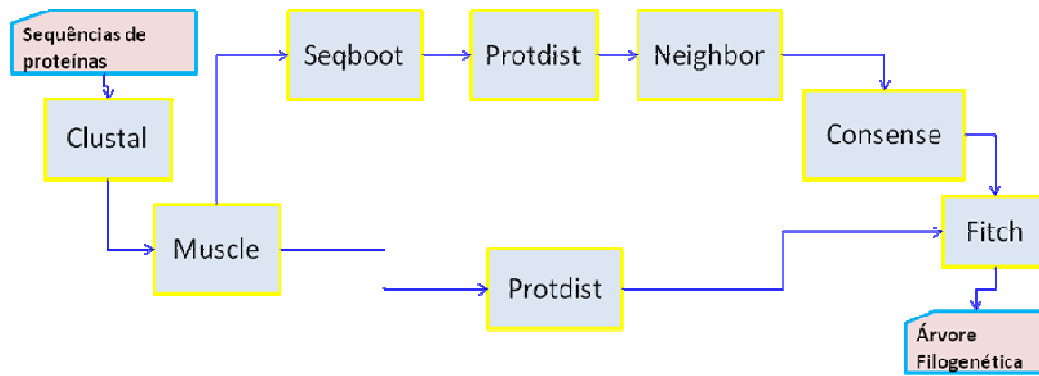 Sequências de
proteínas
Seqboot
Protdist
Neighbor
Clustal
Consense
Muscle
Fitch
Protdist
Árvore
Filogenética